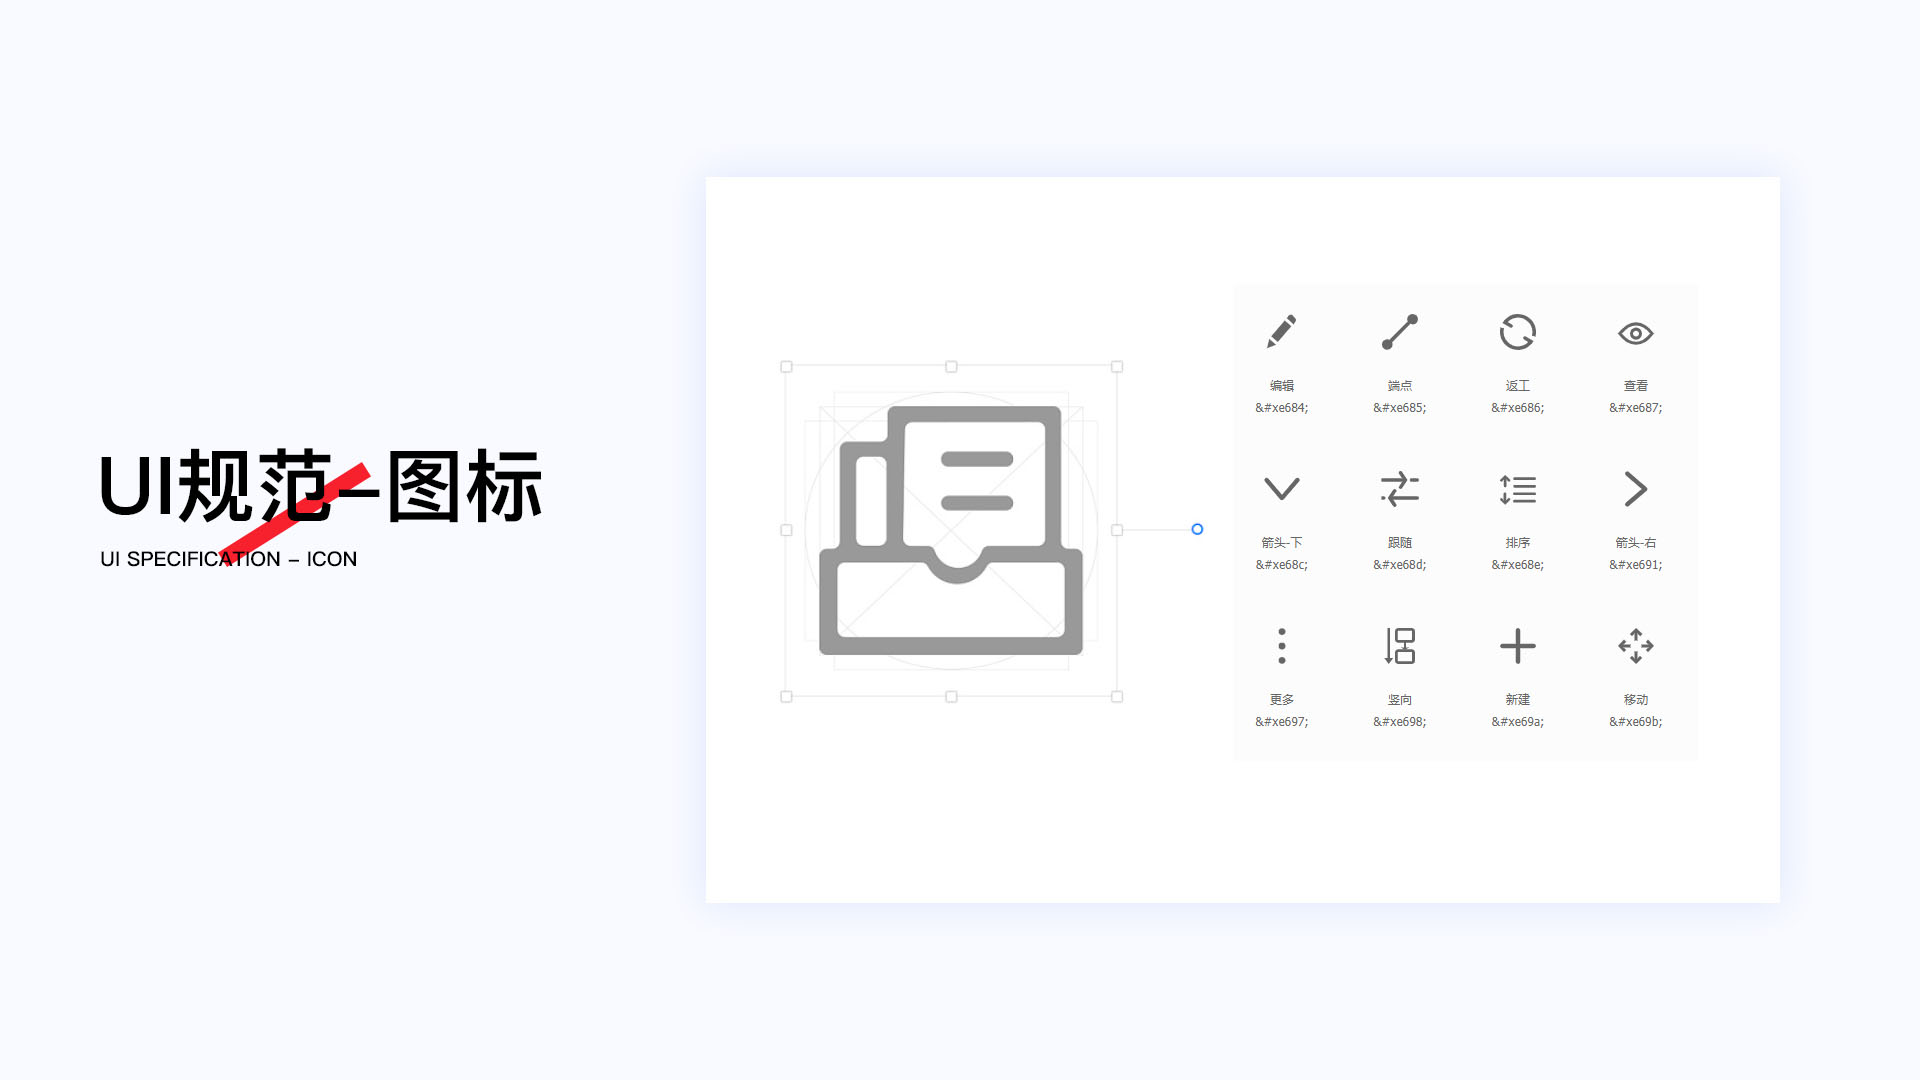 UI规范-图标
UI SPECIFICATION - ICON
编辑 端点 返工 查看
&#xe684; &#xe685; &#xe686; &#xe687;
箭头-下 跟随 排序 箭头-右
&#xe68c; &#xe68d; &#xe68e; &#xe691;
更多 竖向 新建 移动
&#xe697; &#xe698; &#xe69a; &#xe69b;